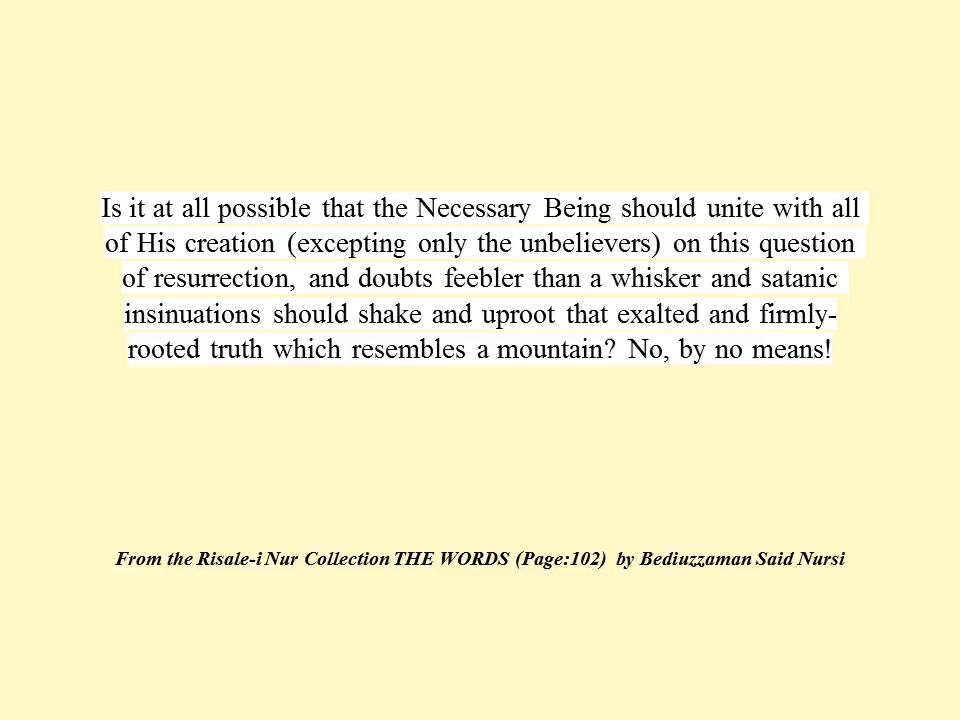 Is it at all possible that the Necessary Being should unite with all
of His creation (excepting only the unbelievers) on this question
of resurrection, and doubts feebler than a whisker and satanic
insinuations should shake and uproot that exalted and firmly-
rooted truth which resembles a mountain? No, by no means!
From the Risale-i Nur Collection THE WORDS (Page:102) by Bediuzzaman Said Nursi